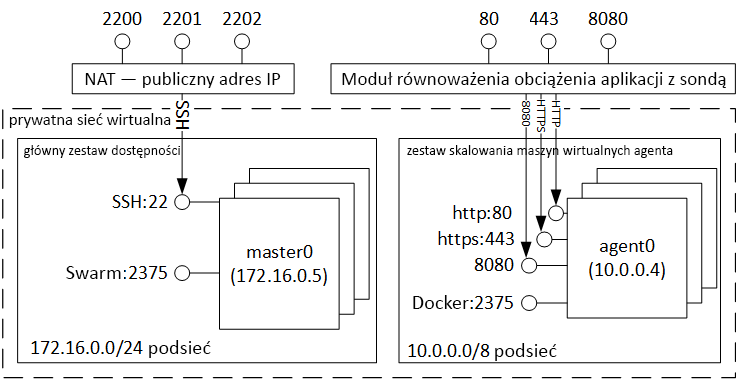 2200 2201 2202 80 443 8080
NAT — publiczny adres IP
Moduł równoważenia obciążenia aplikacji z sondą
SSH
8080
HTTPS
HTTP
prywatna sieć wirtualna
główny zestaw dostępności
zestaw skalowania maszyn wirtualnych agenta
SSH:22
Swarm:2375
master0
(172.16.0.5)
172.16.0.0/24 podsieć
http:80
https:443
8080
Docker:2375
agent0
(10.0.0.4)
10.0.0.0/8 podsieć